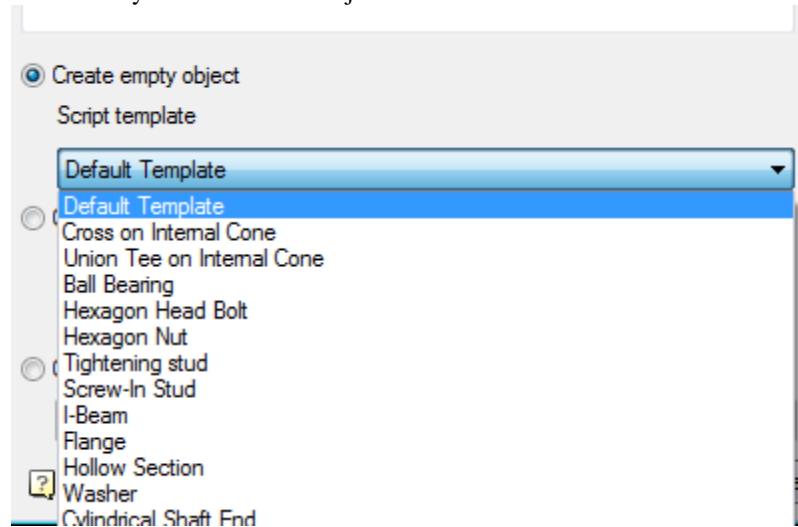 Create empty object
Script template
Default Template
Default Template
Cross on Internal Cone
Union Tee on Internal Cone
Ball Bearing
Hexagon Head Bolt
Hexagon Nut
Tightening stud
Screw-In Stud
I-Beam
Flange
Hollow Section
Washer
Cylindrical Shaft End